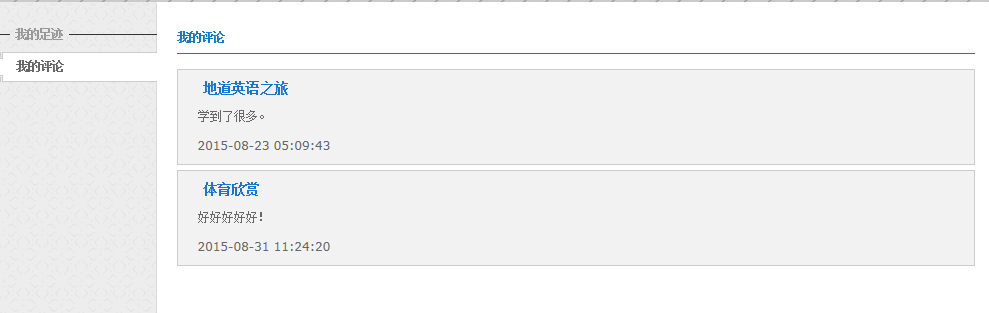 我的足迹
我的评论
我的评论
地道英语之旅
学到了很多。
2015-08-23 05:09:43
体育欣赏
好好好好好！
2015-08-31 11:24:20